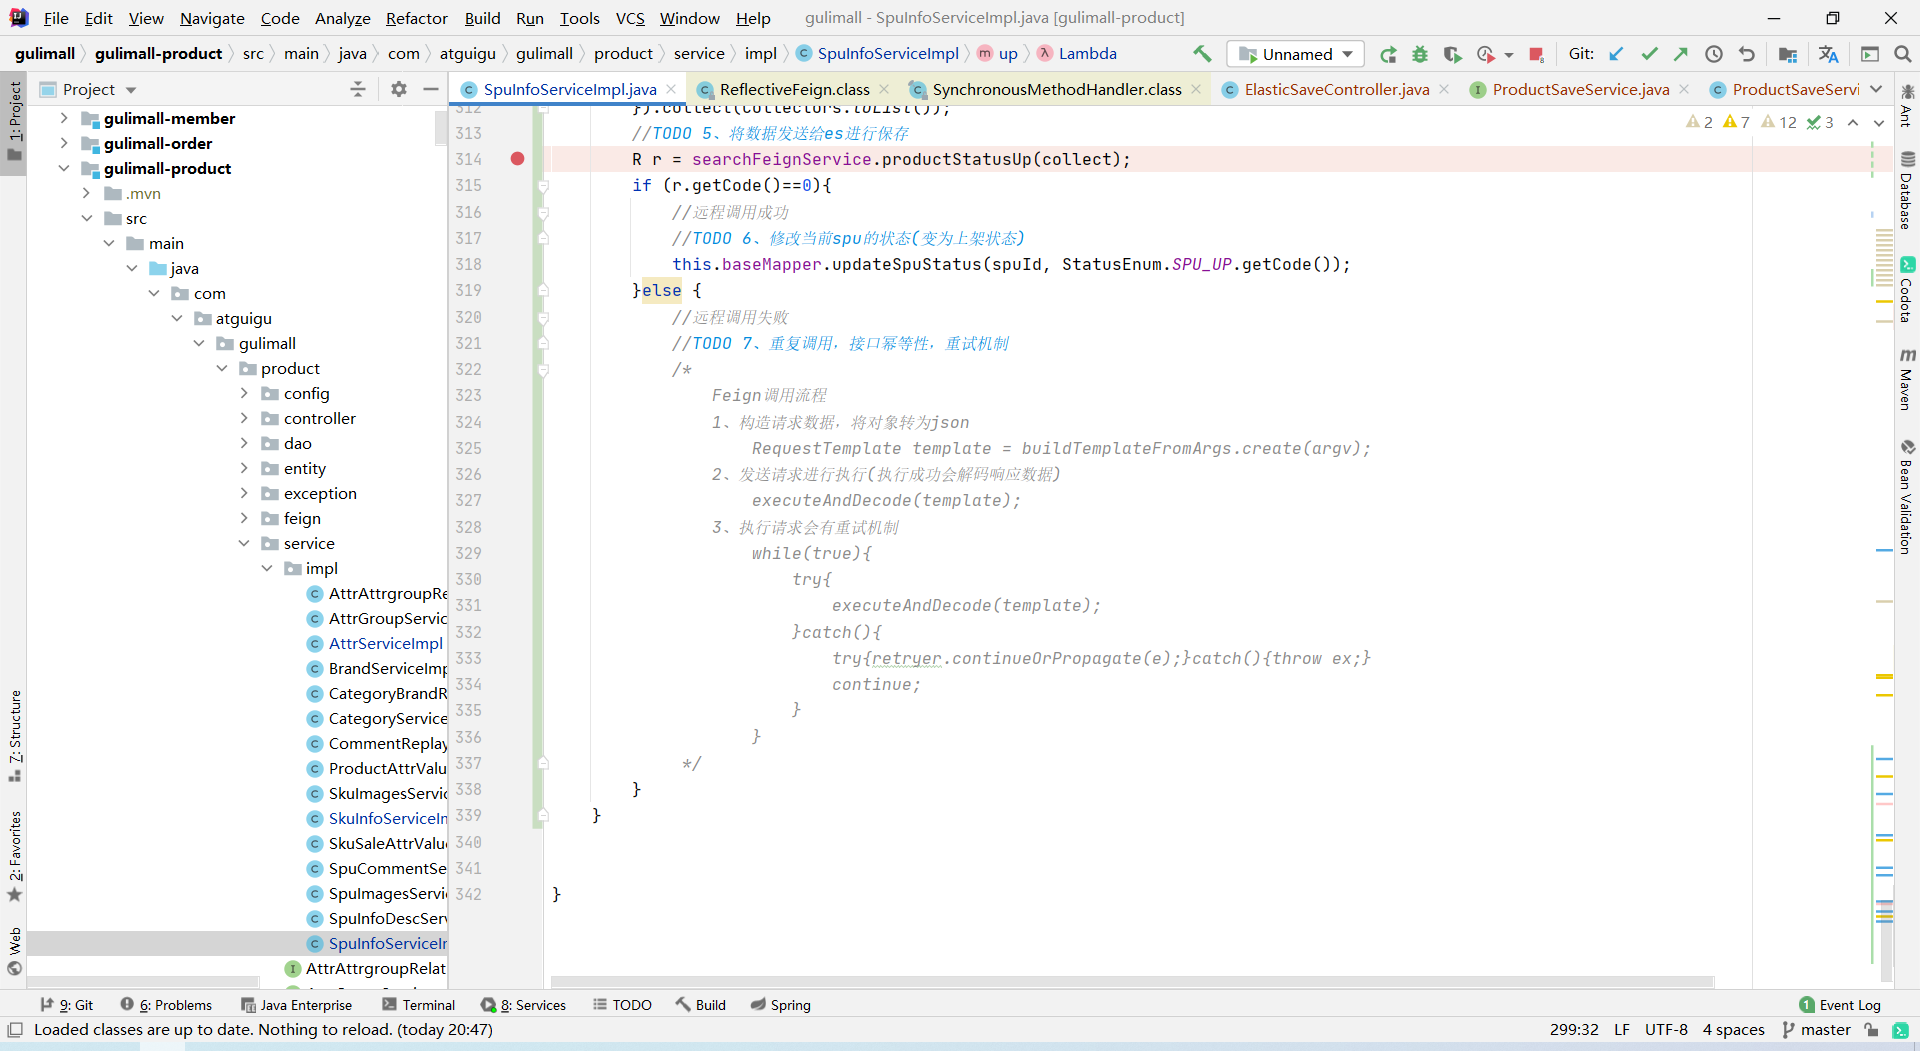 File Edit View Navigate Code Analyze Refactor Build Run Tools VCS Window Help gulimall - SpuInfoServiceImpl.java [gulimall-product]
gulimall gulimall-product src main java com atguigu gulimall product service impl SpuInfoServiceImpl up Lambda Unnamed Git:
Project SpuInfoServiceImpl.java ReflectiveFeign.class SynchronousMethodHandler.class ElasticSaveController.java ProductSaveService.java ProductSaveServi
1: Project
7: Structure
2: Favorites
Web
gulimall-member
gulimall-order
gulimall-product
.mvn
src
main
java
com
atguigu
gulimall
product
config
controller
dao
entity
exception
feign
service
impl
AttrAttrgroupRe
AttrGroupServic
AttrServiceImpl
BrandServiceImp
CategoryBrandR
CategoryService
CommentReplay
ProductAttrValu
SkuImagesServic
SkuInfoServiceIm
SkuSaleAttrValu
SpuCommentSe
SpuImagesServi
SpuInfoDescServ
SpuInfoServiceIr
AttrAttrgroupRelat
2 7 12 3
312 }).collect(Collectors.toList());
313 //TODO 5、将数据发送给es进行保存
314 R r = searchFeignService.productStatusUp(collect);
315 if (r.getCode()==0){
316 //远程调用成功
317 //TODO 6、修改当前spu的状态(变为上架状态)
318 this.baseMapper.updateSpuStatus(spuId, StatusEnum.SPU_UP.getCode());
319 }else {
320 //远程调用失败
321 //TODO 7、重复调用，接口幂等性，重试机制
322 /*
323 Feign调用流程
324 1、构造请求数据，将对象转为json
325 RequestTemplate template = buildTemplateFromArgs.create(argv);
326 2、发送请求进行执行(执行成功会解码响应数据)
327 executeAndDecode(template);
328 3、执行请求会有重试机制
329 while(true){
330 try{
331 executeAndDecode(template);
332 }catch(){
333 try{retryer.continueOrPropagate(e);}catch(){throw ex;}
334 continue;
335 }
336 }
337 */
338 }
339 }
340
341
342 }
Ant
Database
Codota
Maven
Bean Validation
9: Git 6: Problems Java Enterprise Terminal 8: Services TODO Build Spring 1 Event Log
Loaded classes are up to date. Nothing to reload. (today 20:47) 299:32 LF UTF-8 4 spaces master